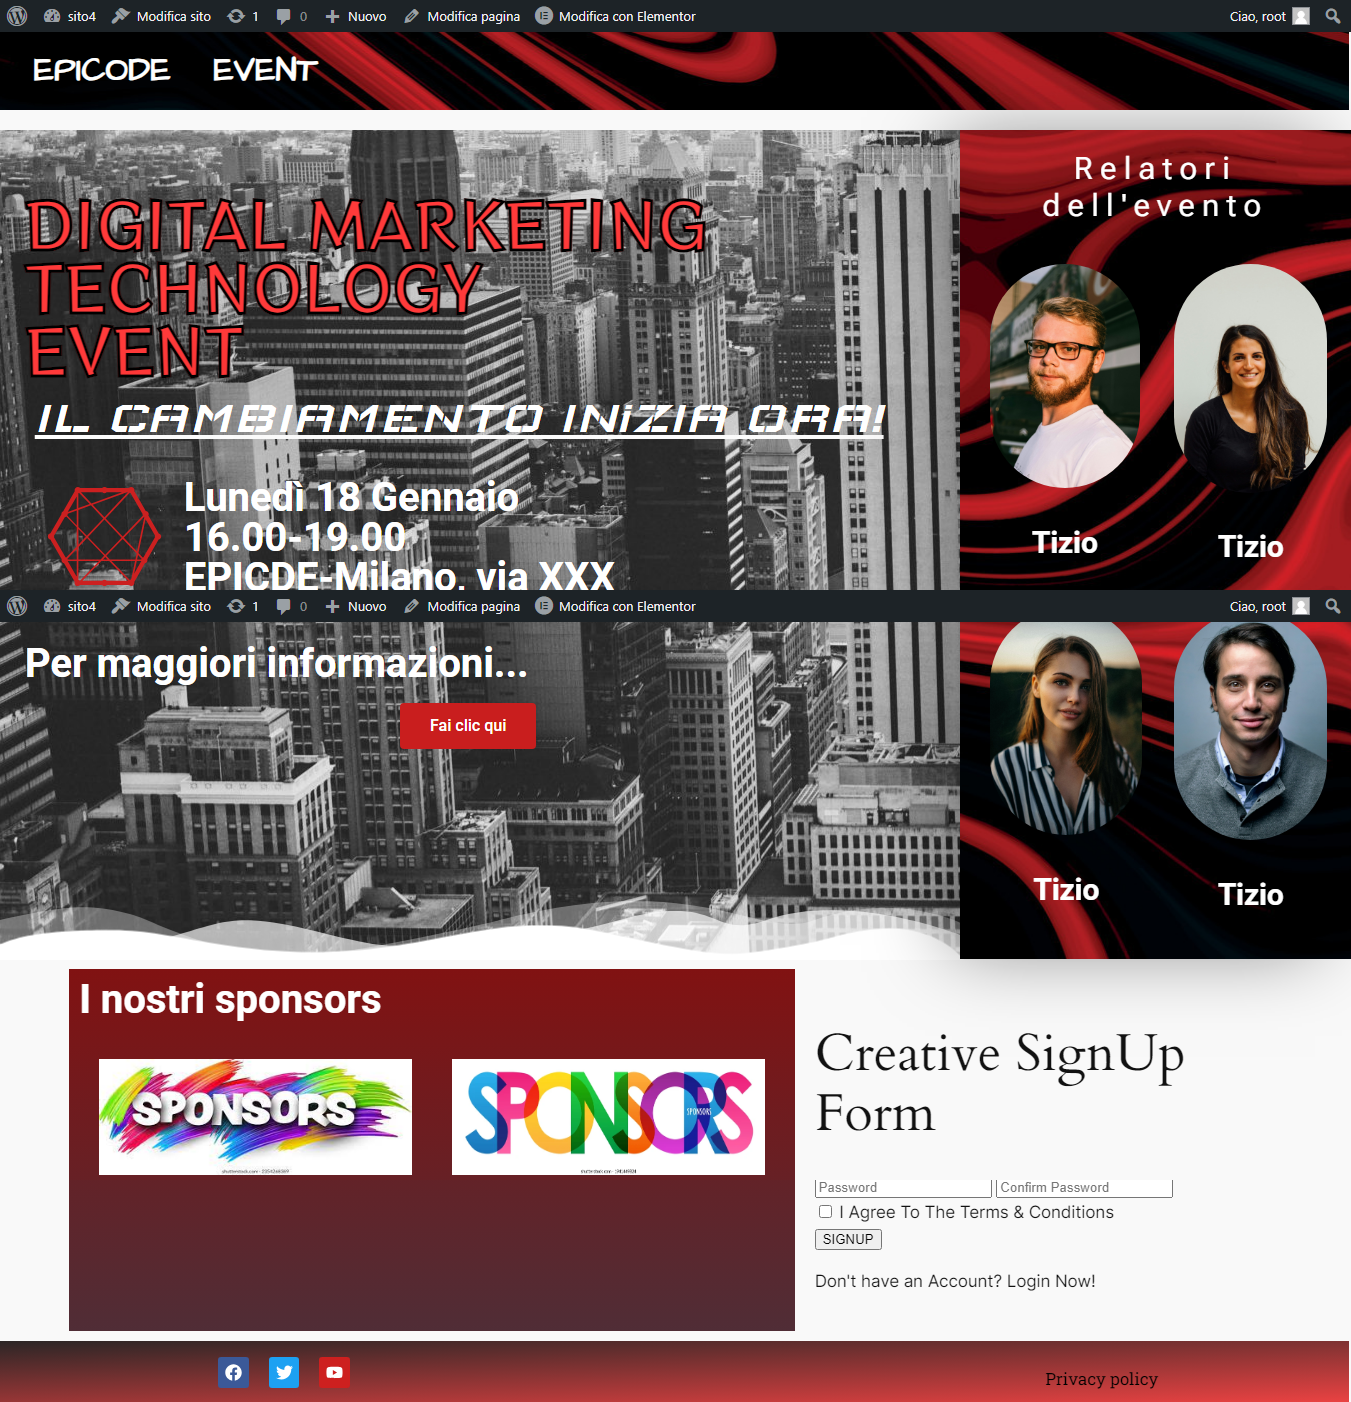 sito4 Modifica sito 1 0 Nuovo Modifica pagina Modifica con Elementor Ciao, root
EPICODE EVENT
DIGITAL MARKETING
TECHNOLOGY
EVENT
IL CAMBIAMENTO INiZIA ORA!
Lunedì 18 Gennaio
16.00-19.00
EPICDE-Milano, via XXX
Relatori
dell'evento
Tizio
Tizio
sito4 Modifica sito 1 0 Nuovo Modifica pagina Modifica con Elementor Ciao, root
Per maggiori informazioni...
Fai clic qui
Tizio
Tizio
I nostri sponsors
SPONSORS
SPONSORS
SPONSORS
Creative SignUp
Form
Password Confirm Password
I Agree To The Terms & Conditions
SIGNUP
Don't have an Account? Login Now!
Privacy policy